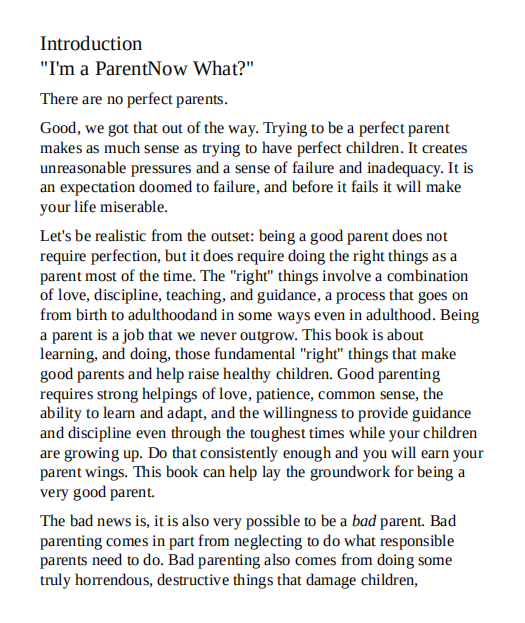 Introduction
"I'm a ParentNow What?"
There are no perfect parents.
Good, we got that out of the way. Trying to be a perfect parent
makes as much sense as trying to have perfect children. It creates
unreasonable pressures and a sense of failure and inadequacy. It is
an expectation doomed to failure, and before it fails it will make
your life miserable.
Let's be realistic from the outset: being a good parent does not
require perfection, but it does require doing the right things as a
parent most of the time. The "right" things involve a combination
of love, discipline, teaching, and guidance, a process that goes on
from birth to adulthoodand in some ways even in adulthood. Being
a parent is a job that we never outgrow. This book is about
learning, and doing, those fundamental "right" things that make
good parents and help raise healthy children. Good parenting
requires strong helpings of love, patience, common sense, the
ability to learn and adapt, and the willingness to provide guidance
and discipline even through the toughest times while your children
are growing up. Do that consistently enough and you will earn your
parent wings. This book can help lay the groundwork for being a
very good parent.
The bad news is, it is also very possible to be a bad parent. Bad
parenting comes in part from neglecting to do what responsible
parents need to do. Bad parenting also comes from doing some
truly horrendous, destructive things that damage children,